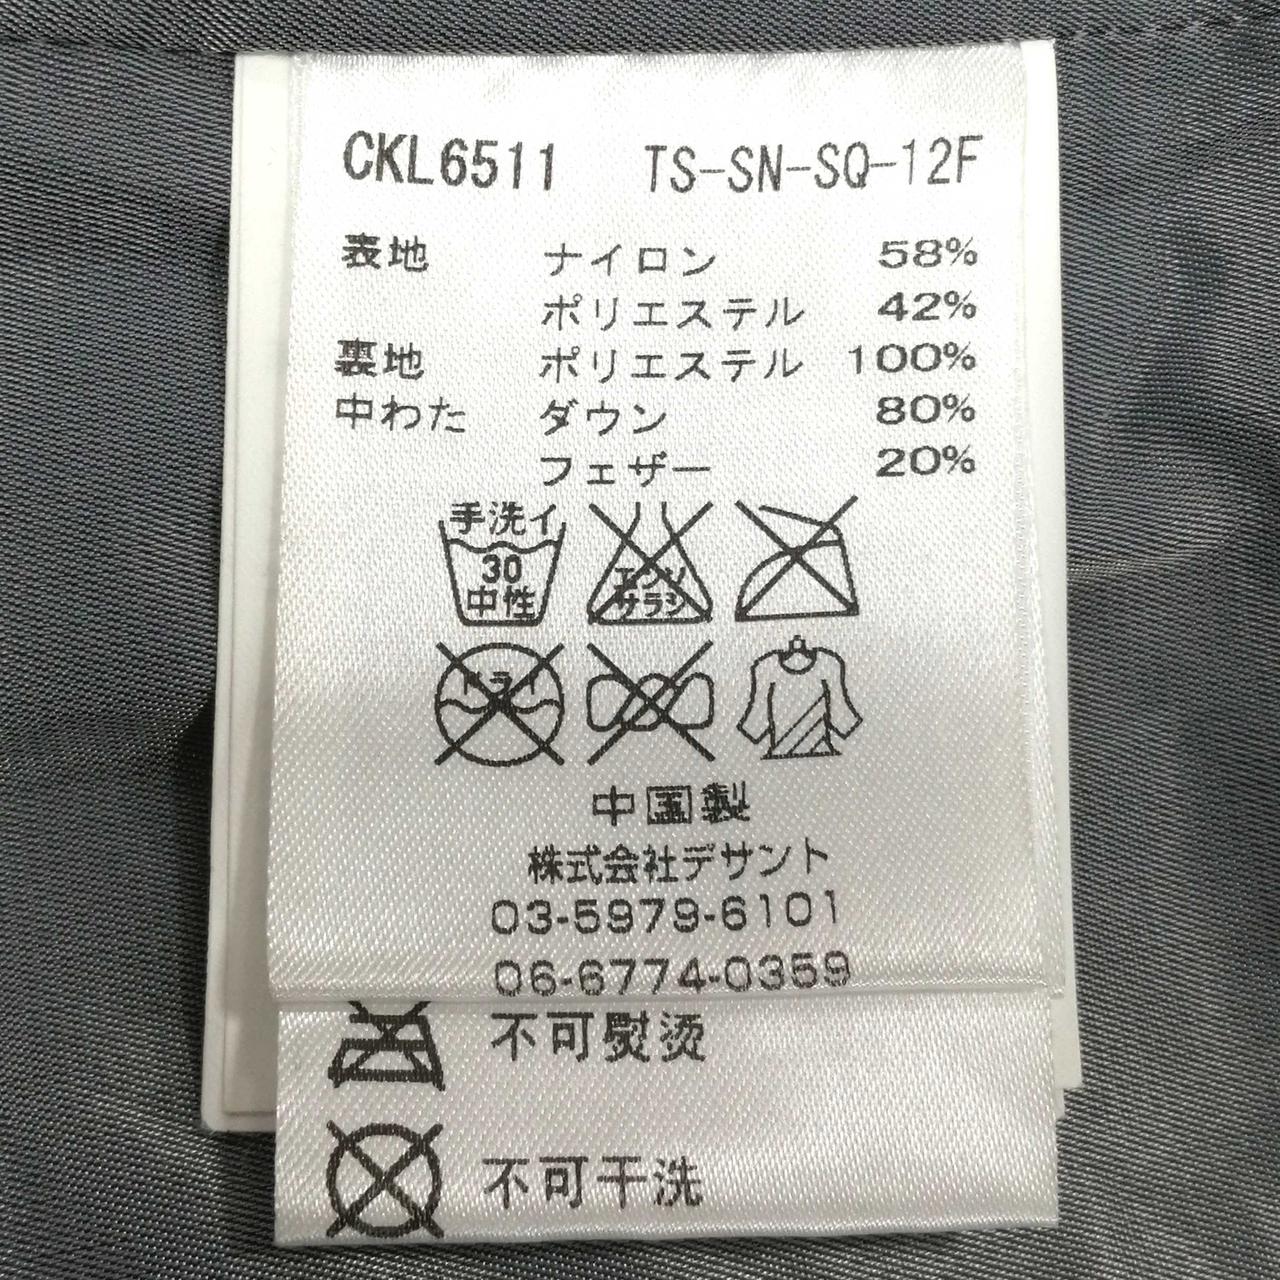 CKL6511 TS-SN-SQ-12F
表地 ナイロン 58%
ポリエステル 42%
裏地 ポリエステル 100%
中わた ダウン 80%
フェザー 20%
手洗イ
30
中性
エンソ
サラシ
ドライ
中国製
株式会社デサント
03-5979-6101
06-6774-0359
不可熨烫
不可干洗